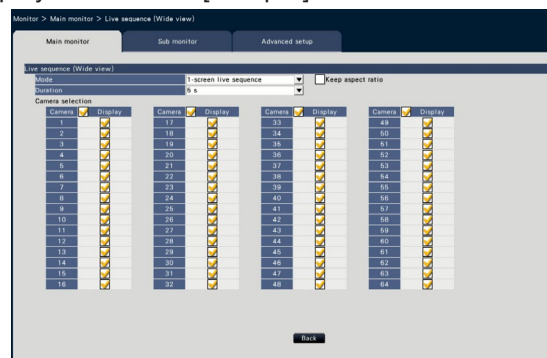 Monitor > Main monitor > Live sequence (Wide view)
Main monitor Sub monitor Advanced setup
Live sequence (Wide view)
Mode 1-screen live sequence Keep aspect ratio
Duration 5 s
Camera selection
Camera Display Camera Display Camera Display Camera Display
1 17 33 49
2 18 34 50
3 19 35 51
4 20 36 52
5 21 37 53
6 22 38 54
7 23 39 55
8 24 40 56
9 25 41 57
10 26 42 58
11 27 43 59
12 28 44 60
13 29 45 61
14 30 46 62
15 31 47 63
16 32 48 64
Back